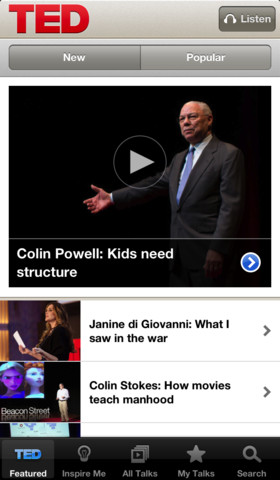 TED
Listen
New
Popular
Colin Powell: Kids need
structure
Janine di Giovanni: What I
saw in the war
Colin Stokes: How movies
teach manhood
Beacon Street
TED
Featured
Inspire Me
All Talks
My Talks
Search